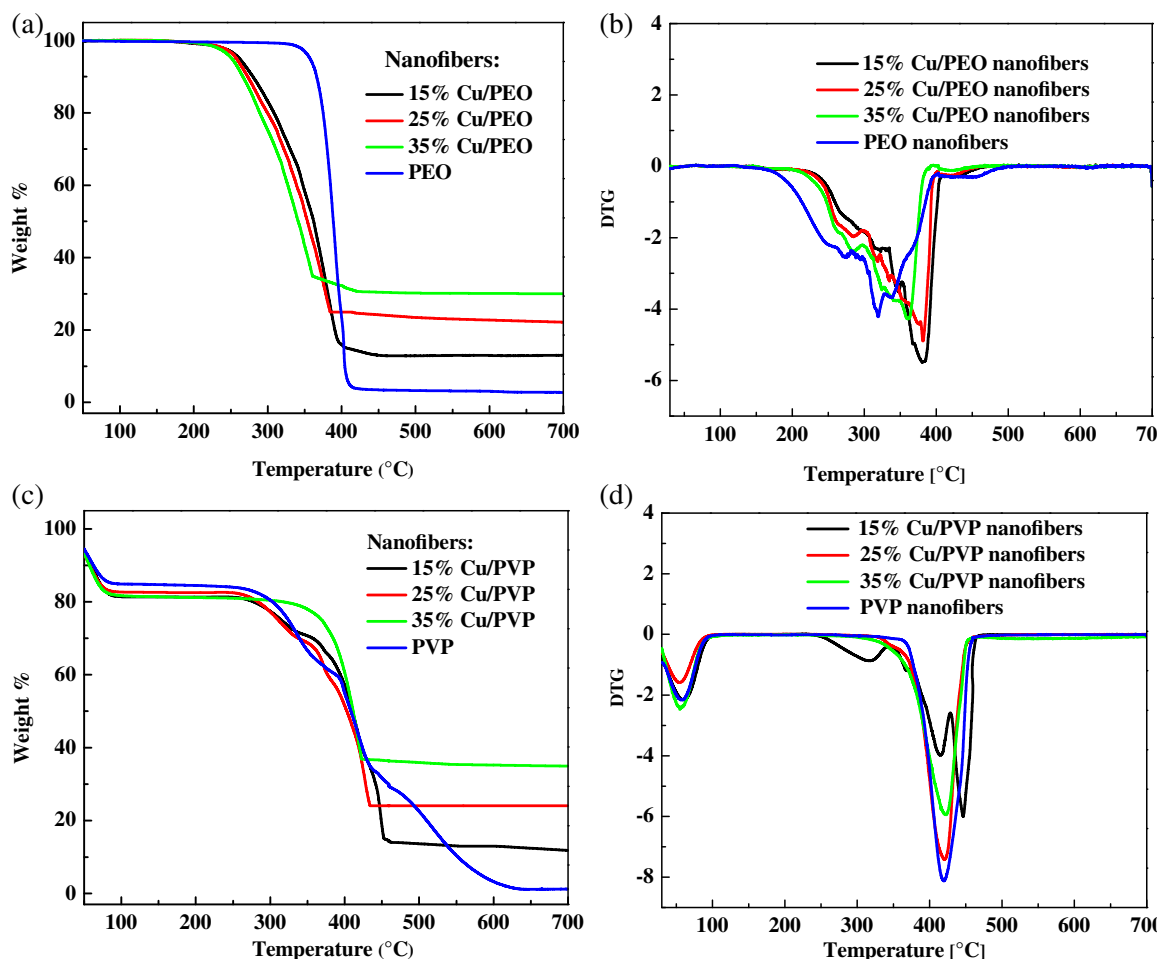 (a)
100
80
60
40
20
0
Weight %
Nanofibers:
15% Cu/PEO
25% Cu/PEO
35% Cu/PEO
PEO
100 200 300 400 500 600 700
Temperature (°C)
(b)
4
2
0
-2
-4
-6
DTG
15% Cu/PEO nanofibers
25% Cu/PEO nanofibers
35% Cu/PEO nanofibers
PEO nanofibers
100 200 300 400 500 600 700
Temperature [°C]
(c)
100
80
60
40
20
0
Weight %
Nanofibers:
15% Cu/PVP
25% Cu/PVP
35% Cu/PVP
PVP
100 200 300 400 500 600 700
Temperature (°C)
(d)
4
2
0
-2
-4
-6
-8
DTG
15% Cu/PVP nanofibers
25% Cu/PVP nanofibers
35% Cu/PVP nanofibers
PVP nanofibers
100 200 300 400 500 600 700
Temperature [°C]